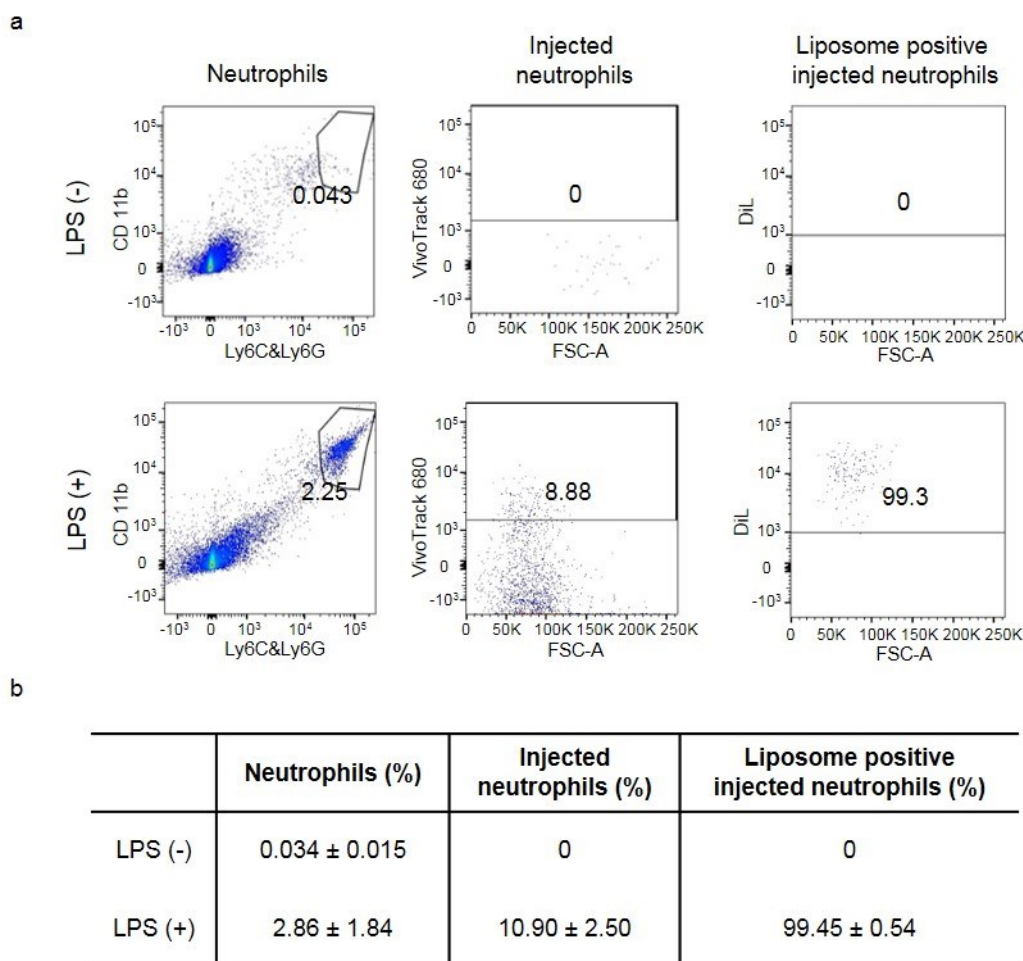 a
Neutrophils
Injected
neutrophils
Liposome positive
injected neutrophils
LPS (-)
CD 11b
10⁵
10⁴
10³
0
-10³
0.043
-10³ 0 10³ 10⁴ 10⁵
Ly6C&Ly6G
VivoTrack 680
10⁵
10⁴
10³
0
-10³
0
0 50K 100K 150K 200K 250K
FSC-A
DiL
10⁵
10⁴
10³
0
-10³
0
0 50K 100K 150K 200K 250K
FSC-A
LPS (+)
CD 11b
10⁵
10⁴
10³
0
-10³
2.25
-10³ 0 10³ 10⁴ 10⁵
Ly6C&Ly6G
VivoTrack 680
10⁵
10⁴
10³
0
-10³
8.88
0 50K 100K 150K 200K 250K
FSC-A
DiL
10⁵
10⁴
10³
0
-10³
99.3
0 50K 100K 150K 200K 250K
FSC-A
b
Neutrophils (%)
Injected
neutrophils (%)
Liposome positive
injected neutrophils (%)
LPS (-) 0.034 ± 0.015 0 0
LPS (+) 2.86 ± 1.84 10.90 ± 2.50 99.45 ± 0.54